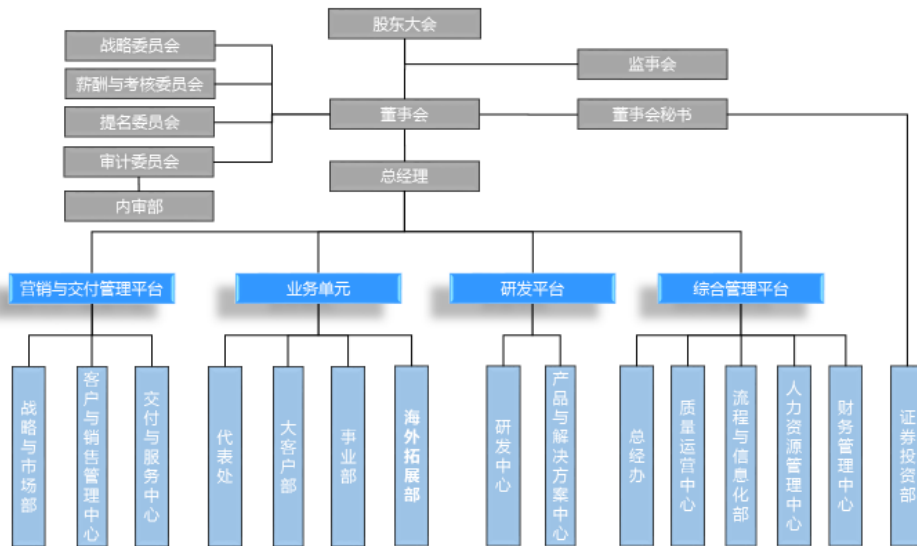 股东大会
战略委员会
监事会
薪酬与考核委员会
董事会
董事会秘书
提名委员会
审计委员会
总经理
内审部
营销与交付管理平台
业务单元
研发平台
综合管理平台
战略与市场部
客户与销售管理中心
交付与服务中心
代表处
大客户部
事业部
海外拓展部
研发中心
产品与解决方案中心
总经办
质量运营中心
流程与信息化部
人力资源管理中心
财务管理中心
证券投资部